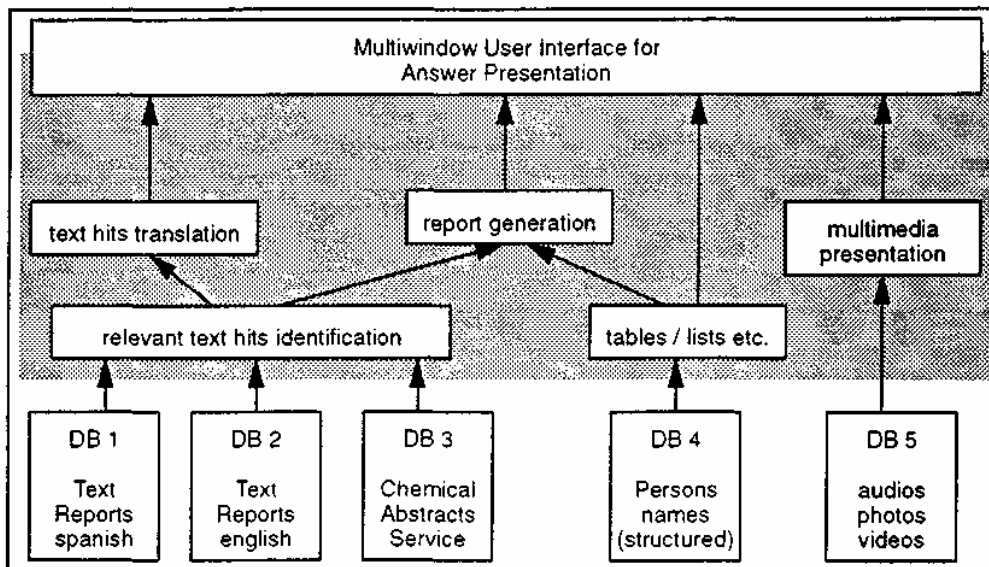 Multiwindow User Interface for
Answer Presentation
text hits translation
report generation
multimedia
presentation
relevant text hits identification
tables / lists etc.
DB 1
Text
Reports
spanish
DB 2
Text
Reports
english
DB 3
Chemical
Abstracts
Service
DB 4
Persons
names
(structured)
DB 5
audios
photos
videos